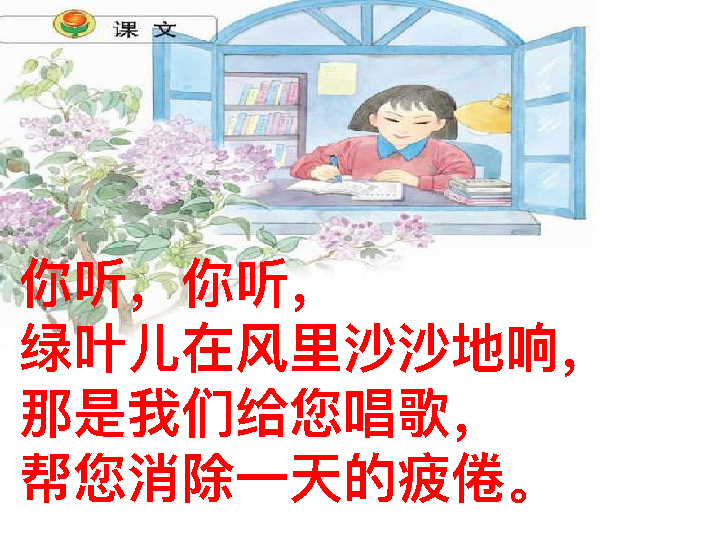 课 文
你听，你听，
绿叶儿在风里沙沙地响，
那是我们给您唱歌，
帮您消除一天的疲倦。